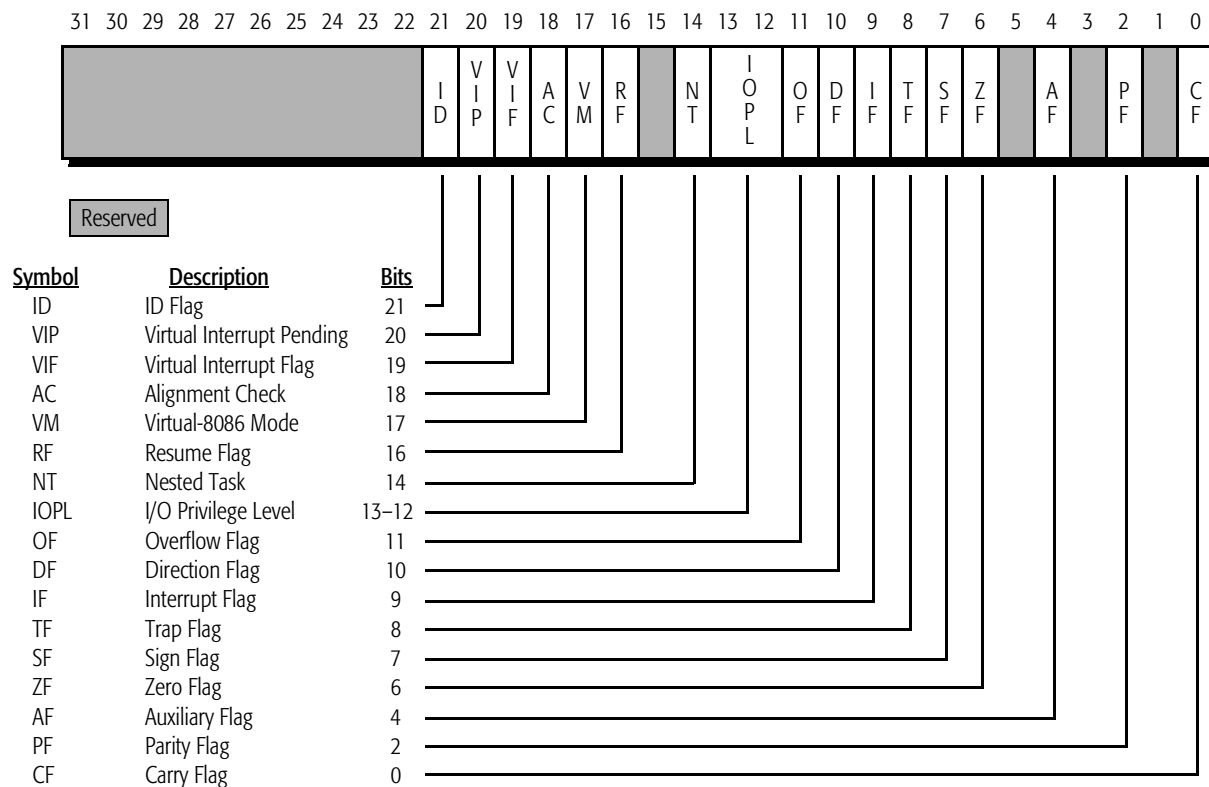 31 30 29 28 27 26 25 24 23 22 21 20 19 18 17 16 15 14 13 12 11 10 9 8 7 6 5 4 3 2 1 0
ID VIP VIF AC VM RF NT IOPL OF DF IF TF SF ZF AF PF CF
Reserved
Symbol Description Bits
ID ID Flag 21
VIP Virtual Interrupt Pending 20
VIF Virtual Interrupt Flag 19
AC Alignment Check 18
VM Virtual-8086 Mode 17
RF Resume Flag 16
NT Nested Task 14
IOPL I/O Privilege Level 13–12
OF Overflow Flag 11
DF Direction Flag 10
IF Interrupt Flag 9
TF Trap Flag 8
SF Sign Flag 7
ZF Zero Flag 6
AF Auxiliary Flag 4
PF Parity Flag 2
CF Carry Flag 0